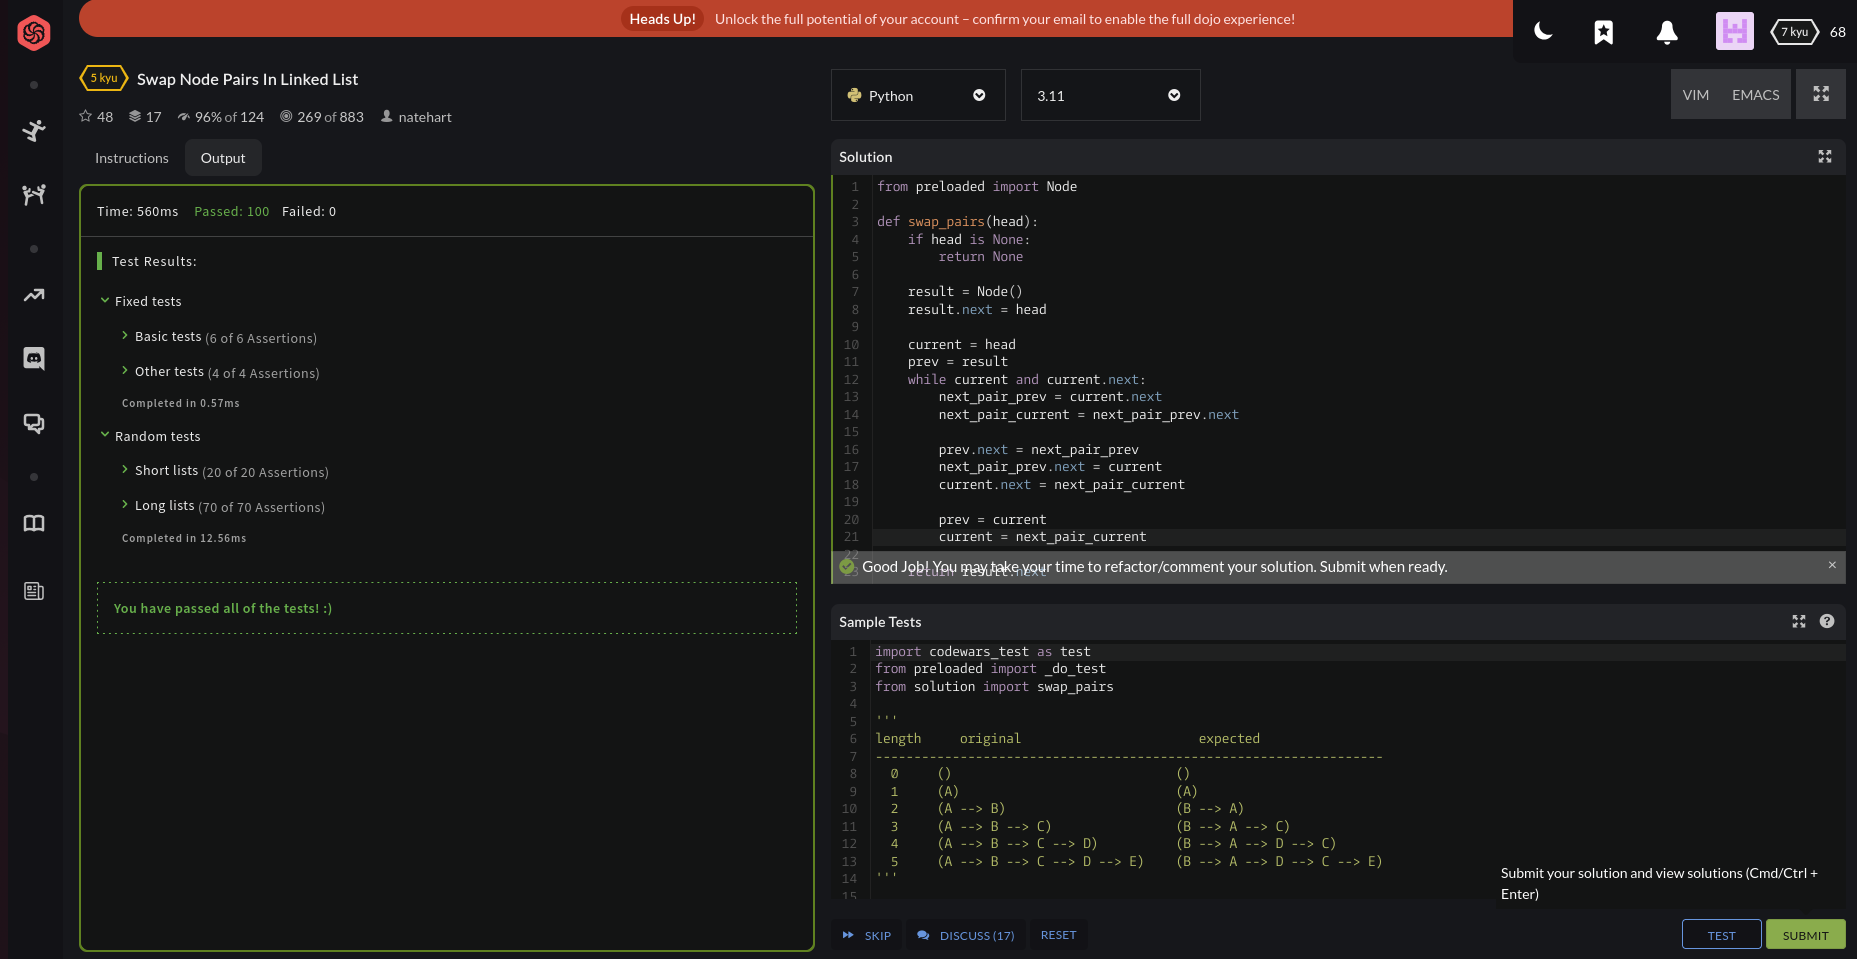 Heads Up! Unlock the full potential of your account – confirm your email to enable the full dojo experience!
7 kyu 68
5 kyu Swap Node Pairs In Linked List
48 17 96% of 124 269 of 883 natehart
Instructions Output
Time: 560ms Passed: 100 Failed: 0
Test Results:
Fixed tests
Basic tests (6 of 6 Assertions)
Other tests (4 of 4 Assertions)
Completed in 0.57ms
Random tests
Short lists (20 of 20 Assertions)
Long lists (70 of 70 Assertions)
Completed in 12.56ms
You have passed all of the tests! :)
Python 3.11 VIM EMACS
Solution
1 from preloaded import Node
2
3 def swap_pairs(head):
4     if head is None:
5         return None
6
7     result = Node()
8     result.next = head
9
10     current = head
11     prev = result
12     while current and current.next:
13         next_pair_prev = current.next
14         next_pair_current = next_pair_prev.next
15
16         prev.next = next_pair_prev
17         next_pair_prev.next = current
18         current.next = next_pair_current
19
20         prev = current
21         current = next_pair_current
22
23     return result.next
Good Job! You may take your time to refactor/comment your solution. Submit when ready. ×
Sample Tests
1 import codewars_test as test
2 from preloaded import _do_test
3 from solution import swap_pairs
4
5 '''
6 length     original                       expected
7 ------------------------------------------------------------------
8   0     ()                             ()
9   1     (A)                            (A)
10   2     (A --> B)                      (B --> A)
11   3     (A --> B --> C)                (B --> A --> C)
12   4     (A --> B --> C --> D)          (B --> A --> D --> C)
13   5     (A --> B --> C --> D --> E)    (B --> A --> D --> C --> E)
14 '''
15
Submit your solution and view solutions (Cmd/Ctrl +
Enter)
SKIP DISCUSS (17) RESET TEST SUBMIT